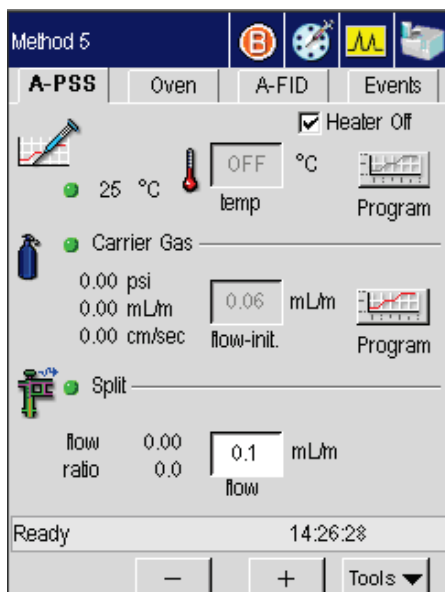 Method 5
B
A-PSS Oven A-FID Events
Heater Off
25 °C OFF °C
temp Program
Carrier Gas
0.00 psi
0.00 mL/m 0.06 mL/m
0.00 cm/sec flow-init. Program
Split
flow 0.00 0.1 mL/m
ratio 0.0
flow
Ready 14:26:28
− + Tools